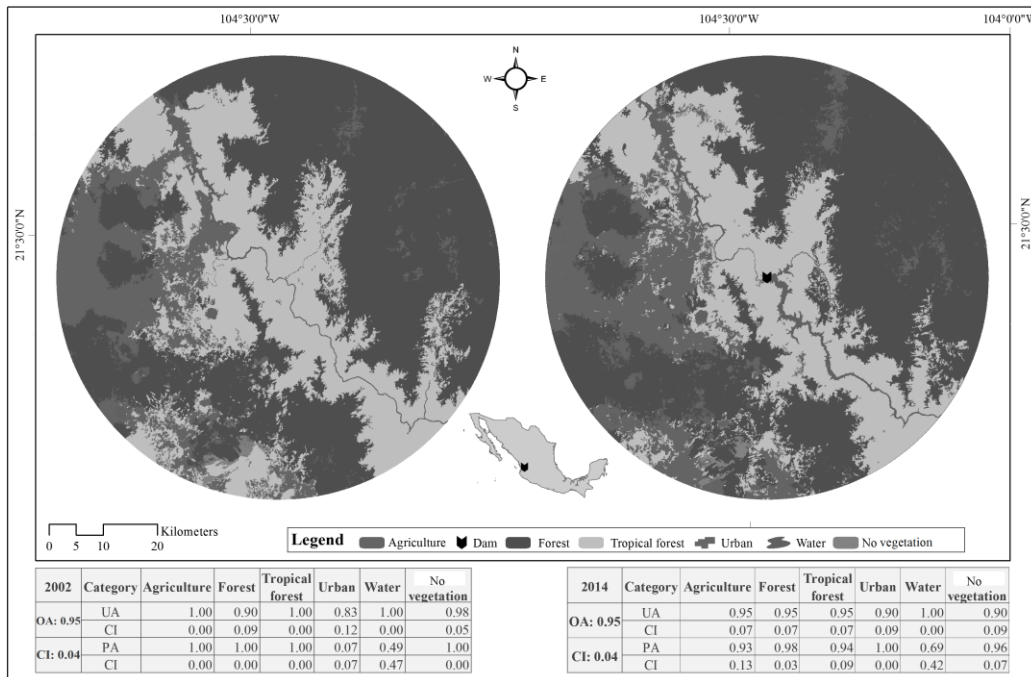 104°30'0"W 104°30'0"W 104°0'0"W
N
W E
S
21°30'0"N 21°30'0"N
Kilometers
0 5 10 20
Legend Agriculture Dam Forest Tropical forest Urban Water No vegetation
2002 Category Agriculture Forest Tropical forest Urban Water No vegetation
OA: 0.95 UA 1.00 0.90 1.00 0.83 1.00 0.98
CI 0.00 0.09 0.00 0.12 0.00 0.05
CI: 0.04 PA 1.00 1.00 1.00 0.07 0.49 1.00
CI 0.00 0.00 0.00 0.07 0.47 0.00
2014 Category Agriculture Forest Tropical forest Urban Water No vegetation
OA: 0.95 UA 0.95 0.95 0.95 0.90 1.00 0.90
CI 0.07 0.07 0.07 0.09 0.00 0.09
CI: 0.04 PA 0.93 0.98 0.94 1.00 0.69 0.96
CI 0.13 0.03 0.09 0.00 0.42 0.07